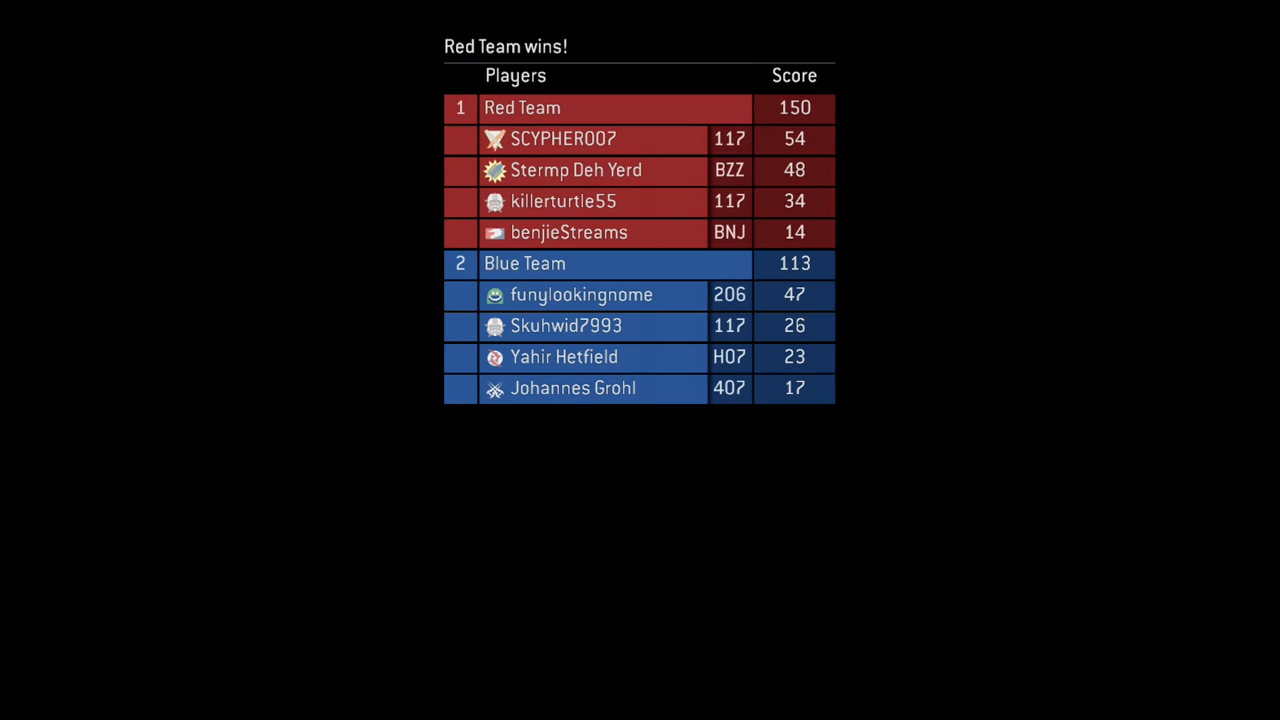 Red Team wins!
Players Score
1 Red Team 150
SCYPHER007 117 54
Stermp Deh Yerd BZZ 48
killerturtle55 117 34
benjieStreams BNJ 14
2 Blue Team 113
funylookingnome 206 47
Skuhwid7993 117 26
Yahir Hetfield H07 23
Johannes Grohl 407 17